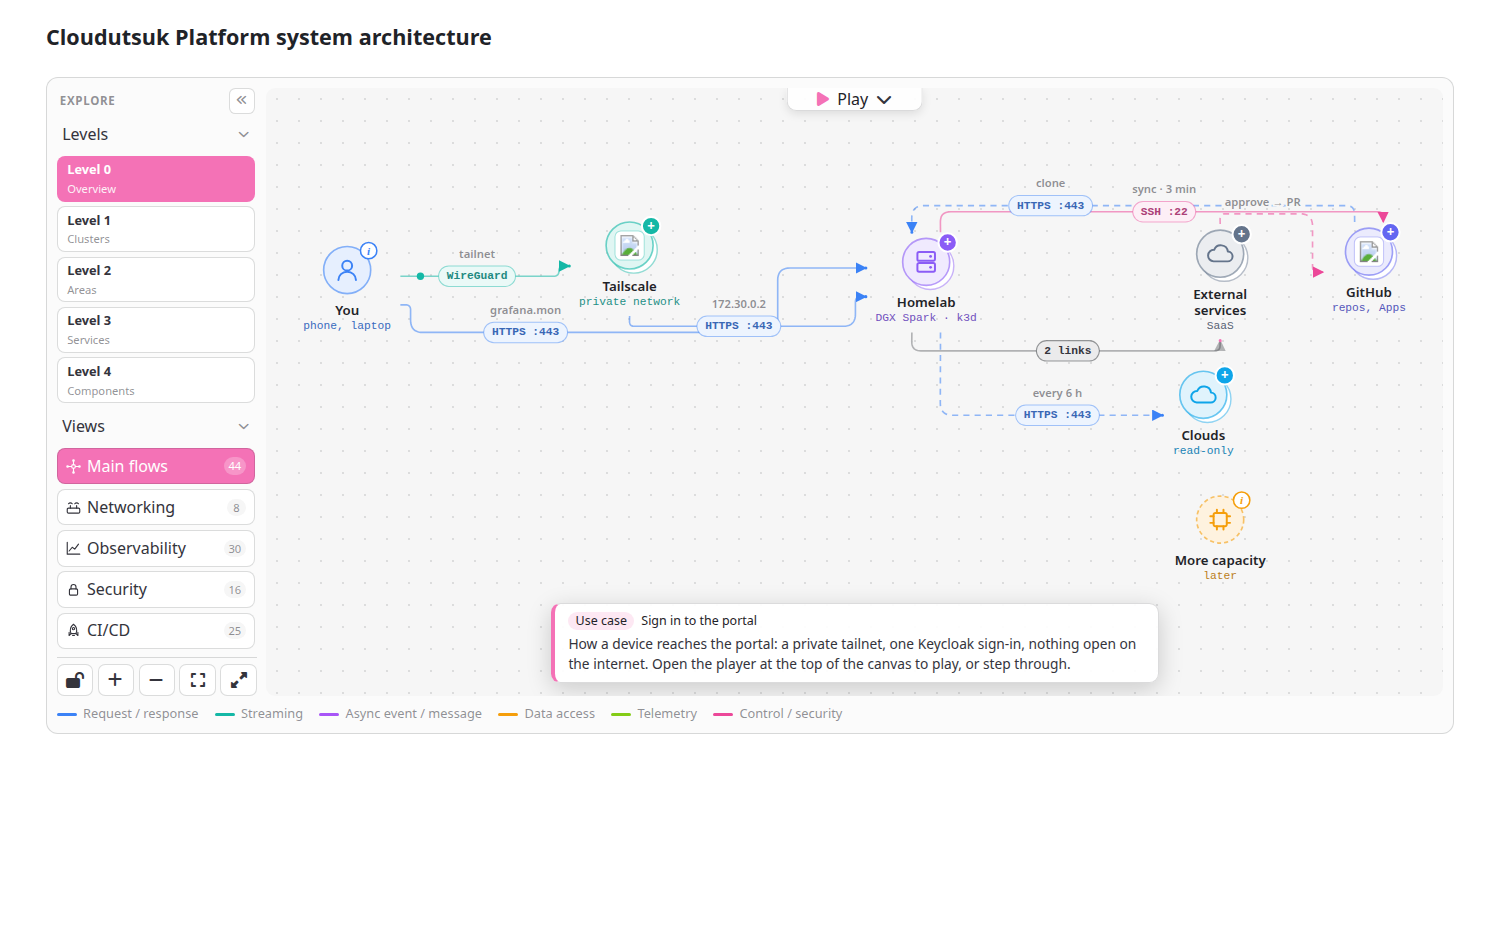 Cloudutsuk Platform system architecture
EXPLORE
Levels
Level 0
Overview
Level 1
Clusters
Level 2
Areas
Level 3
Services
Level 4
Components
Views
Main flows 44
Networking 8
Observability 30
Security 16
CI/CD 25
Play
You
phone, laptop
tailnet
WireGuard
grafana.mon
HTTPS :443
Tailscale
private network
172.30.0.2
HTTPS :443
Homelab
DGX Spark · k3d
clone
HTTPS :443
sync · 3 min
SSH :22
approve → PR
External
services
SaaS
GitHub
repos, Apps
2 links
every 6 h
HTTPS :443
Clouds
read-only
More capacity
later
Use case Sign in to the portal
How a device reaches the portal: a private tailnet, one Keycloak sign-in, nothing open on
the internet. Open the player at the top of the canvas to play, or step through.
Request / response
Streaming
Async event / message
Data access
Telemetry
Control / security